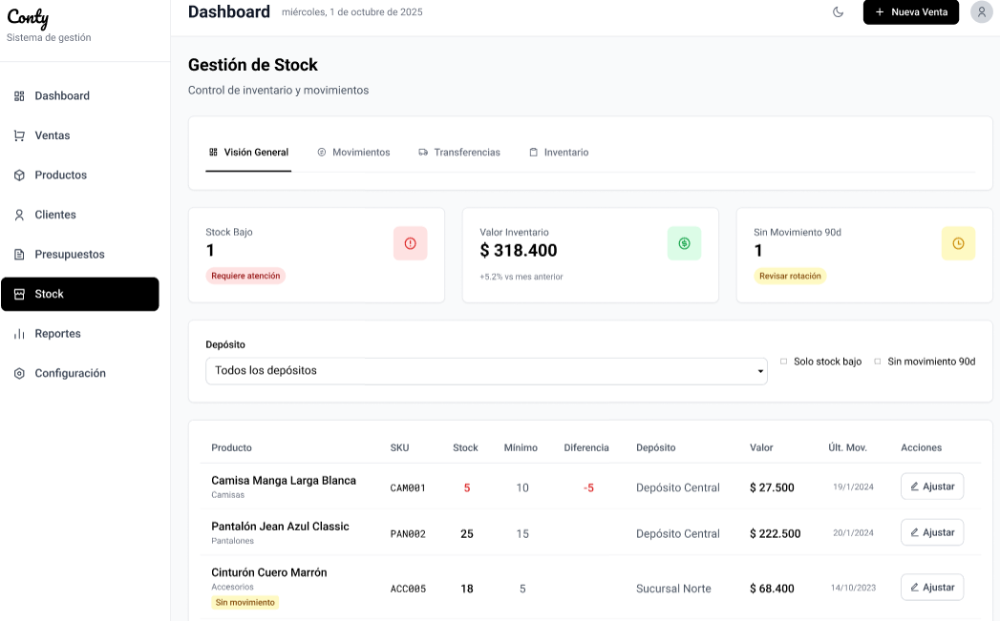 Conty
Sistema de gestión
Dashboard
miércoles, 1 de octubre de 2025
+ Nueva Venta
Dashboard
Ventas
Productos
Clientes
Presupuestos
Stock
Reportes
Configuración
Gestión de Stock
Control de inventario y movimientos
Visión General
Movimientos
Transferencias
Inventario
Stock Bajo
1
Requiere atención
Valor Inventario
$ 318.400
+5.2% vs mes anterior
Sin Movimiento 90d
1
Revisar rotación
Depósito
Todos los depósitos
Solo stock bajo
Sin movimiento 90d
Producto SKU Stock Mínimo Diferencia Depósito Valor Últ. Mov. Acciones
Camisa Manga Larga Blanca
Camisas
CAM001 5 10 -5 Depósito Central $ 27.500 19/1/2024 Ajustar
Pantalón Jean Azul Classic
Pantalones
PAN002 25 15 Depósito Central $ 222.500 20/1/2024 Ajustar
Cinturón Cuero Marrón
Accesorios
Sin movimiento
ACC005 18 5 Sucursal Norte $ 68.400 14/10/2023 Ajustar